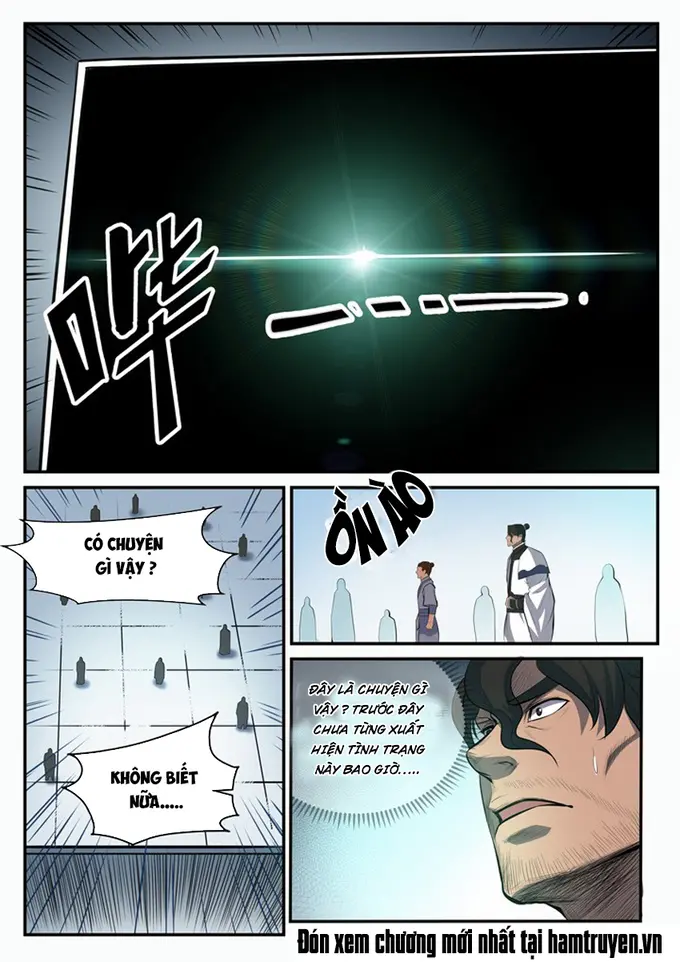 哗
CÓ CHUYỆN
GÌ VẬY ?
ỒN ÀO
ĐÂY LÀ CHUYỆN GÌ
VẬY ? TRƯỚC ĐÂY
CHƯA TỪNG XUẤT
HIỆN TÌNH TRẠNG
NÀY BAO GIỜ.....
KHÔNG BIẾT
NỮA.....
Đón xem chương mới nhất tại hamtruyen.vn